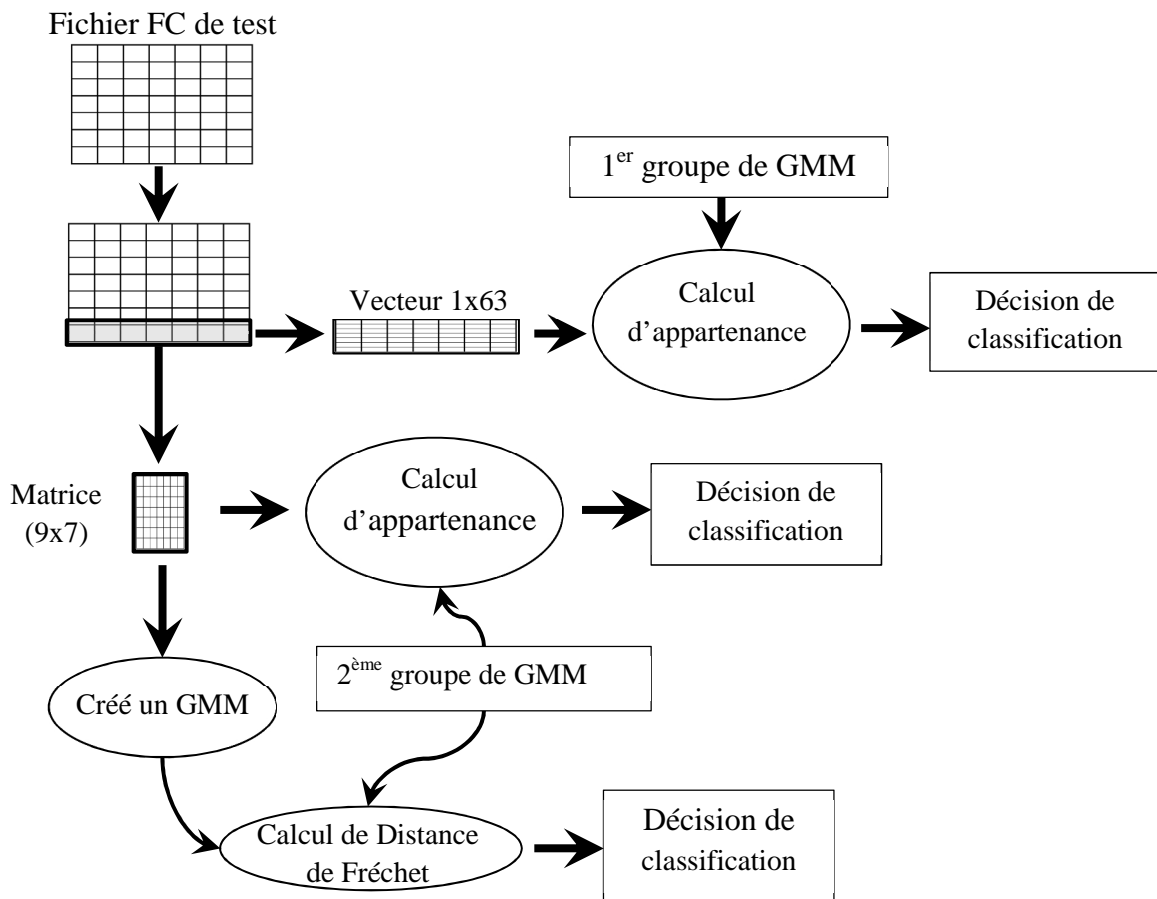 Fichier FC de test
1er groupe de GMM
Vecteur 1x63
Calcul
d’appartenance
Décision de
classification
Matrice
(9x7)
Calcul
d’appartenance
Décision de
classification
2ème groupe de GMM
Créé un GMM
Calcul de Distance
de Fréchet
Décision de
classification